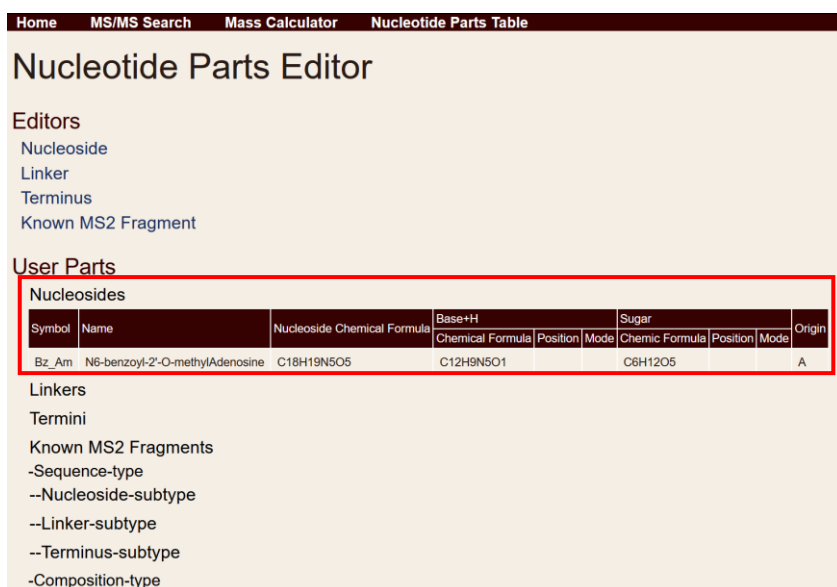 Home MS/MS Search Mass Calculator Nucleotide Parts Table
Nucleotide Parts Editor
Editors
Nucleoside
Linker
Terminus
Known MS2 Fragment
User Parts
Nucleosides
Symbol Name Nucleoside Chemical Formula Base+H Sugar Origin
Chemical Formula Position Mode Chemic Formula Position Mode
Bz_Am N6-benzoyl-2'-O-methylAdenosine C18H19N5O5 C12H9N5O1 C6H12O5 A
Linkers
Termini
Known MS2 Fragments
-Sequence-type
--Nucleoside-subtype
--Linker-subtype
--Terminus-subtype
-Composition-type